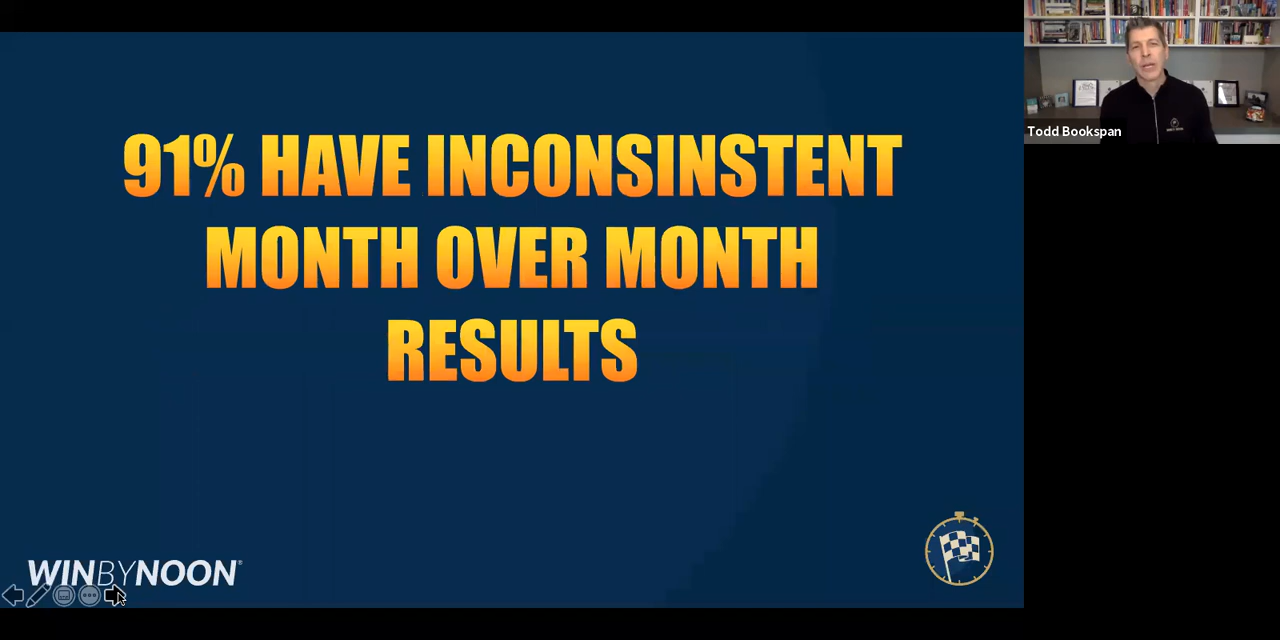 91% HAVE INCONSINSTENT
MONTH OVER MONTH
RESULTS
WINBYNOON®
Todd Bookspan